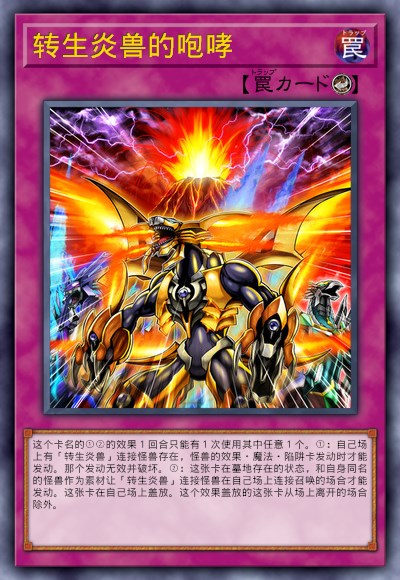 转生炎兽的咆哮
トラップ
罠
トラップ
【罠カード】
这个卡名的①②的效果1回合只能有1次使用其中任意1个。①：自己场
上有「转生炎兽」连接怪兽存在，怪兽的效果·魔法·陷阱卡发动时才能
发动。那个发动无效并破坏。②：这张卡在墓地存在的状态，和自身同名
的怪兽作为素材让「转生炎兽」连接怪兽在自己场上连接召唤的场合才能
发动。这张卡在自己场上盖放。这个效果盖放的这张卡从场上离开的场合
除外。